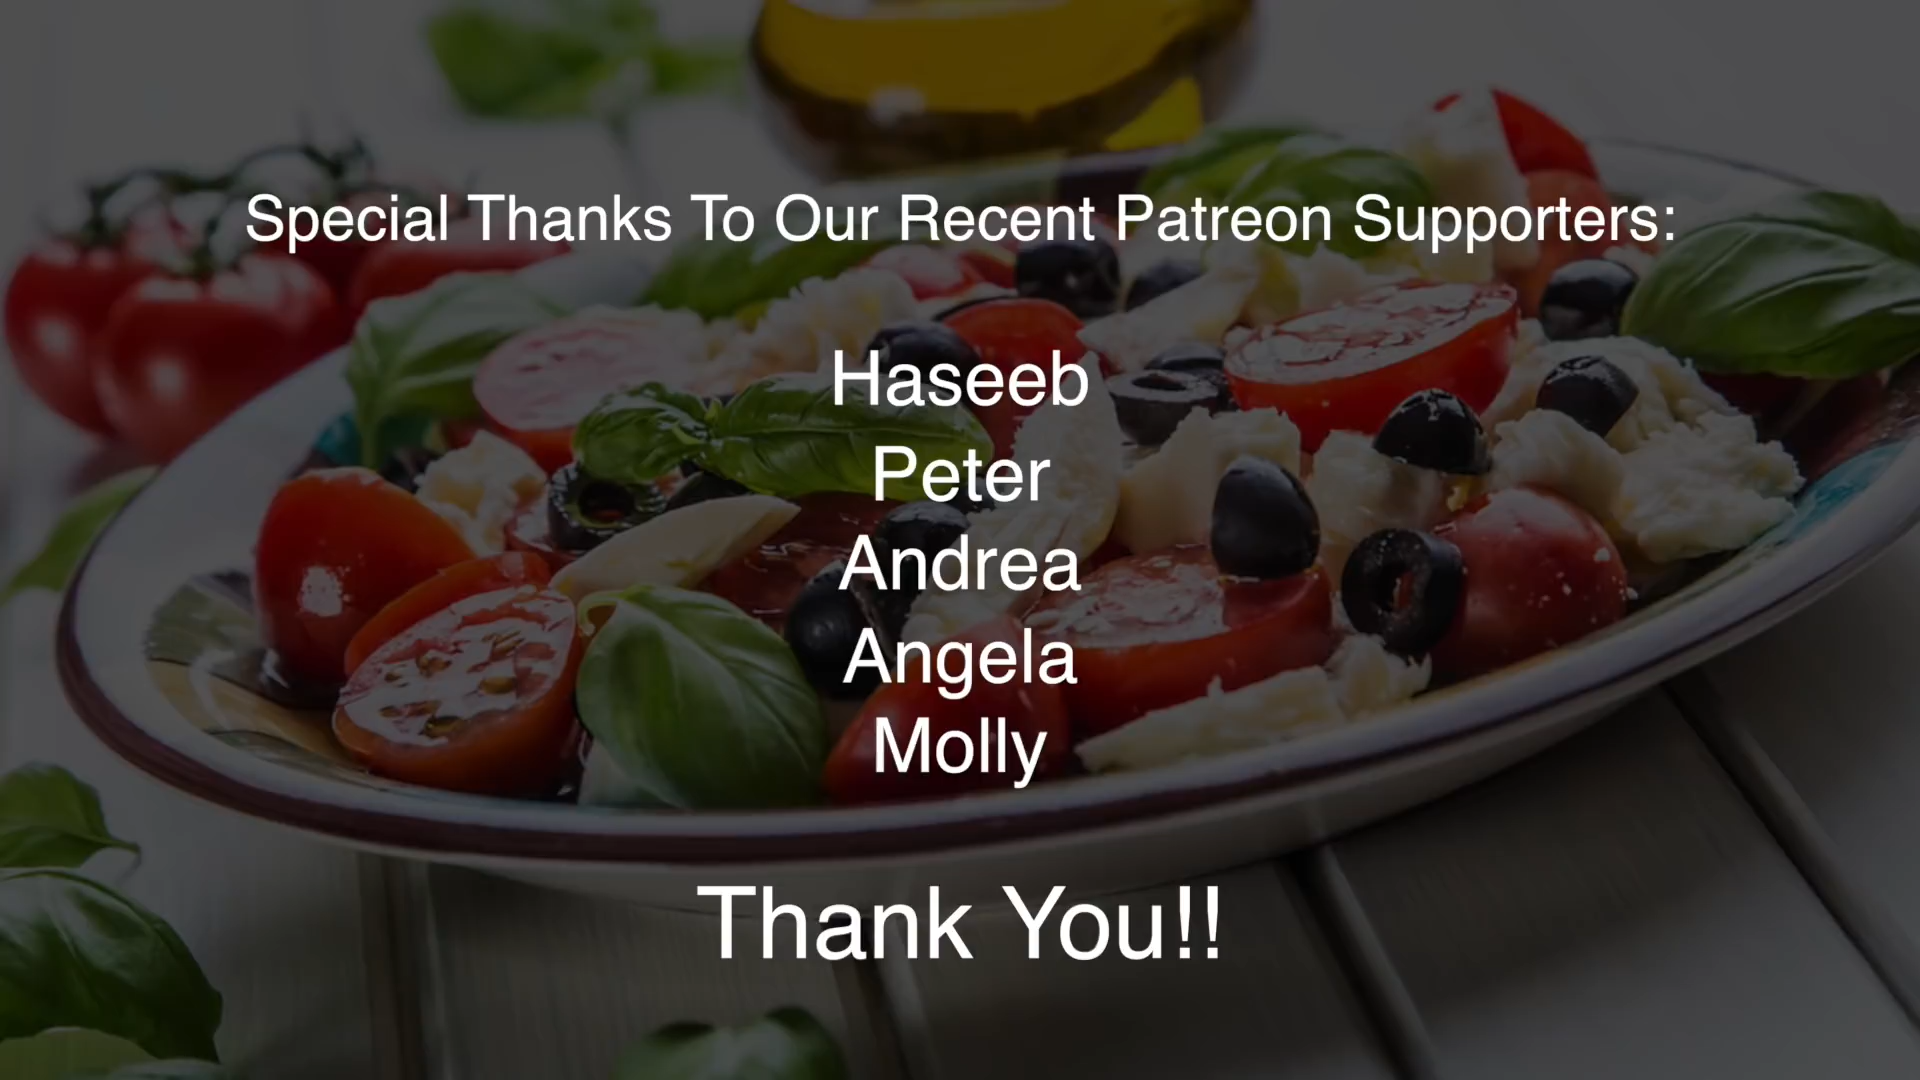 Special Thanks To Our Recent Patreon Supporters:
Haseeb
Peter
Andrea
Angela
Molly
Thank You!!